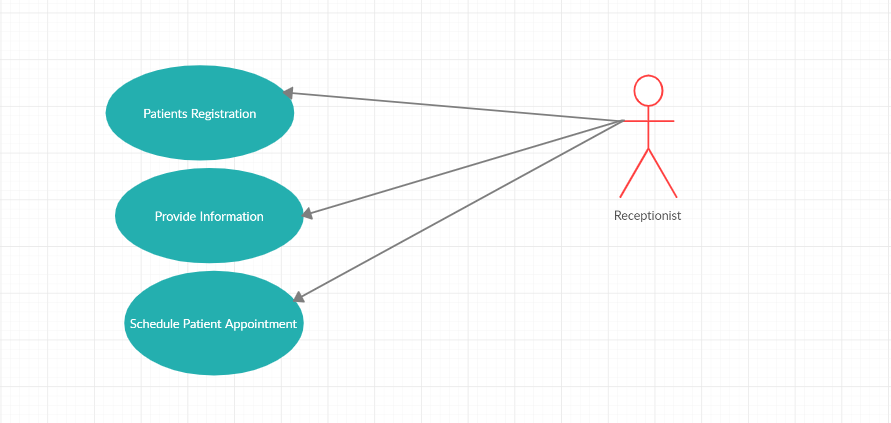 Patients Registration
Provide Information
Receptionist
Schedule Patient Appointment